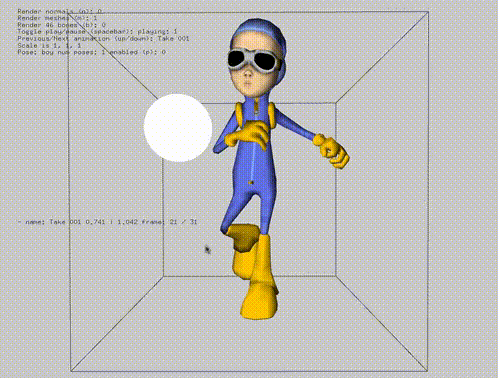 Render normals (n): 0
Render meshes (m): 1
Render 46 bones (b): 0
Toggle play/pause (spacebar): playing: 1
Previous/Next animation (up/down): Take 001
Scale is 1, 1, 1
Pose: boy num poses: 1 enabled (p): 0
- name: Take 001 0.741 | 1.042 frame: 21 / 31